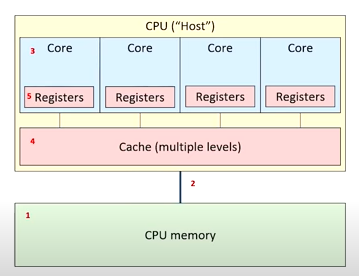 CPU ("Host")
3 Core Core Core Core
5 Registers Registers Registers Registers
4 Cache (multiple levels)
2
1 CPU memory